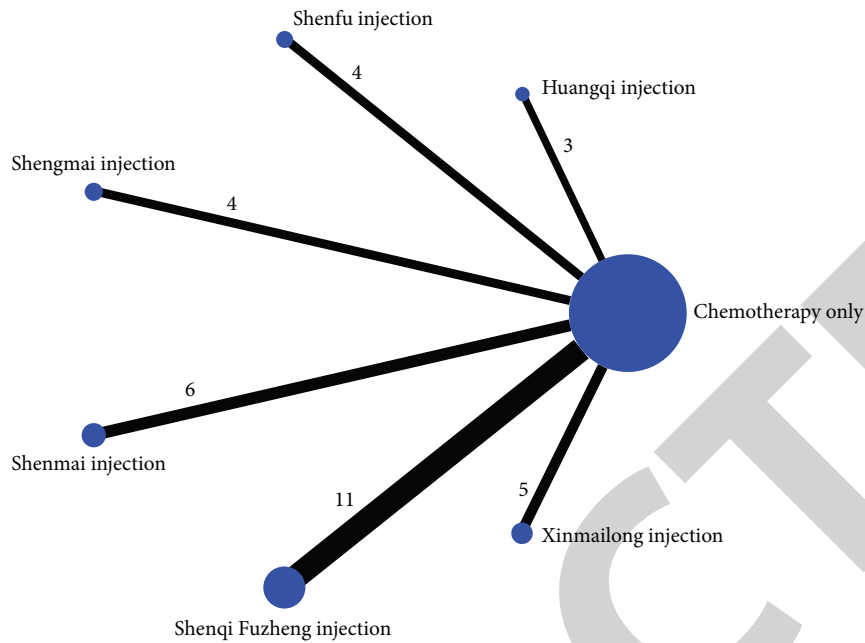 Shenfu injection
4
Huangqi injection
3
Shengmai injection
4
Chemotherapy only
6
Shenmai injection
11
5
Xinmailong injection
Shenqi Fuzheng injection
CT